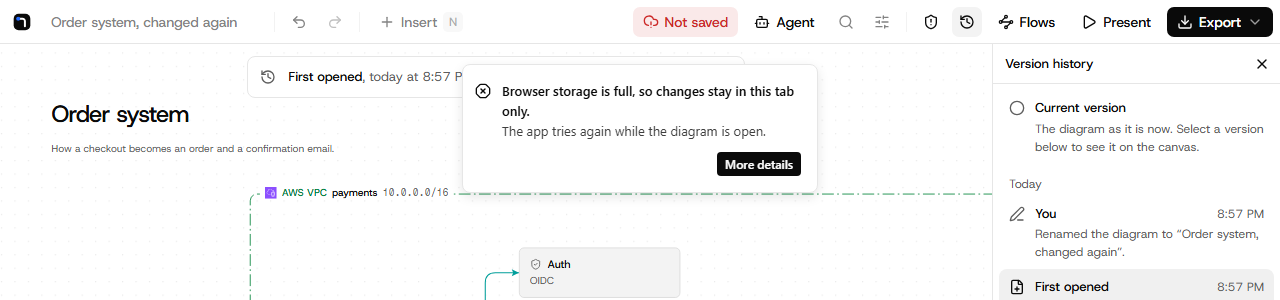 Order system, changed again
Insert N
Not saved
Agent
Flows
Present
Export
First opened, today at 8:57 P
Browser storage is full, so changes stay in this tab
only.
The app tries again while the diagram is open.
More details
Order system
How a checkout becomes an order and a confirmation email.
AWS VPC payments 10.0.0.0/16
Auth
OIDC
Version history
Current version
The diagram as it is now. Select a version
below to see it on the canvas.
Today
You 8:57 PM
Renamed the diagram to “Order system,
changed again”.
First opened 8:57 PM